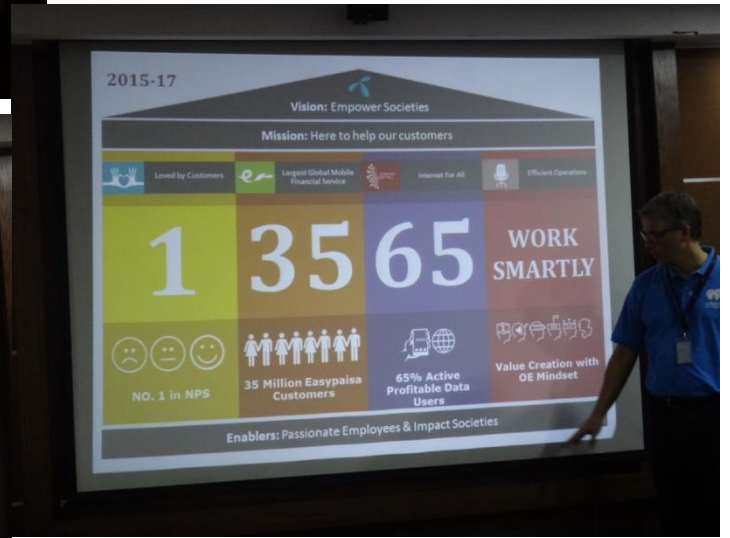 2015-17
Vision: Empower Societies
Mission: Here to help our customers
Loved by Customers
Largest Global Mobile
Financial Service
Internet For All
Efficient Operations
1
35
65
WORK
SMARTLY
NO. 1 in NPS
35 Million Easypaisa
Customers
65% Active
Profitable Data
Users
Value Creation with
OE Mindset
Enablers: Passionate Employees & Impact Societies